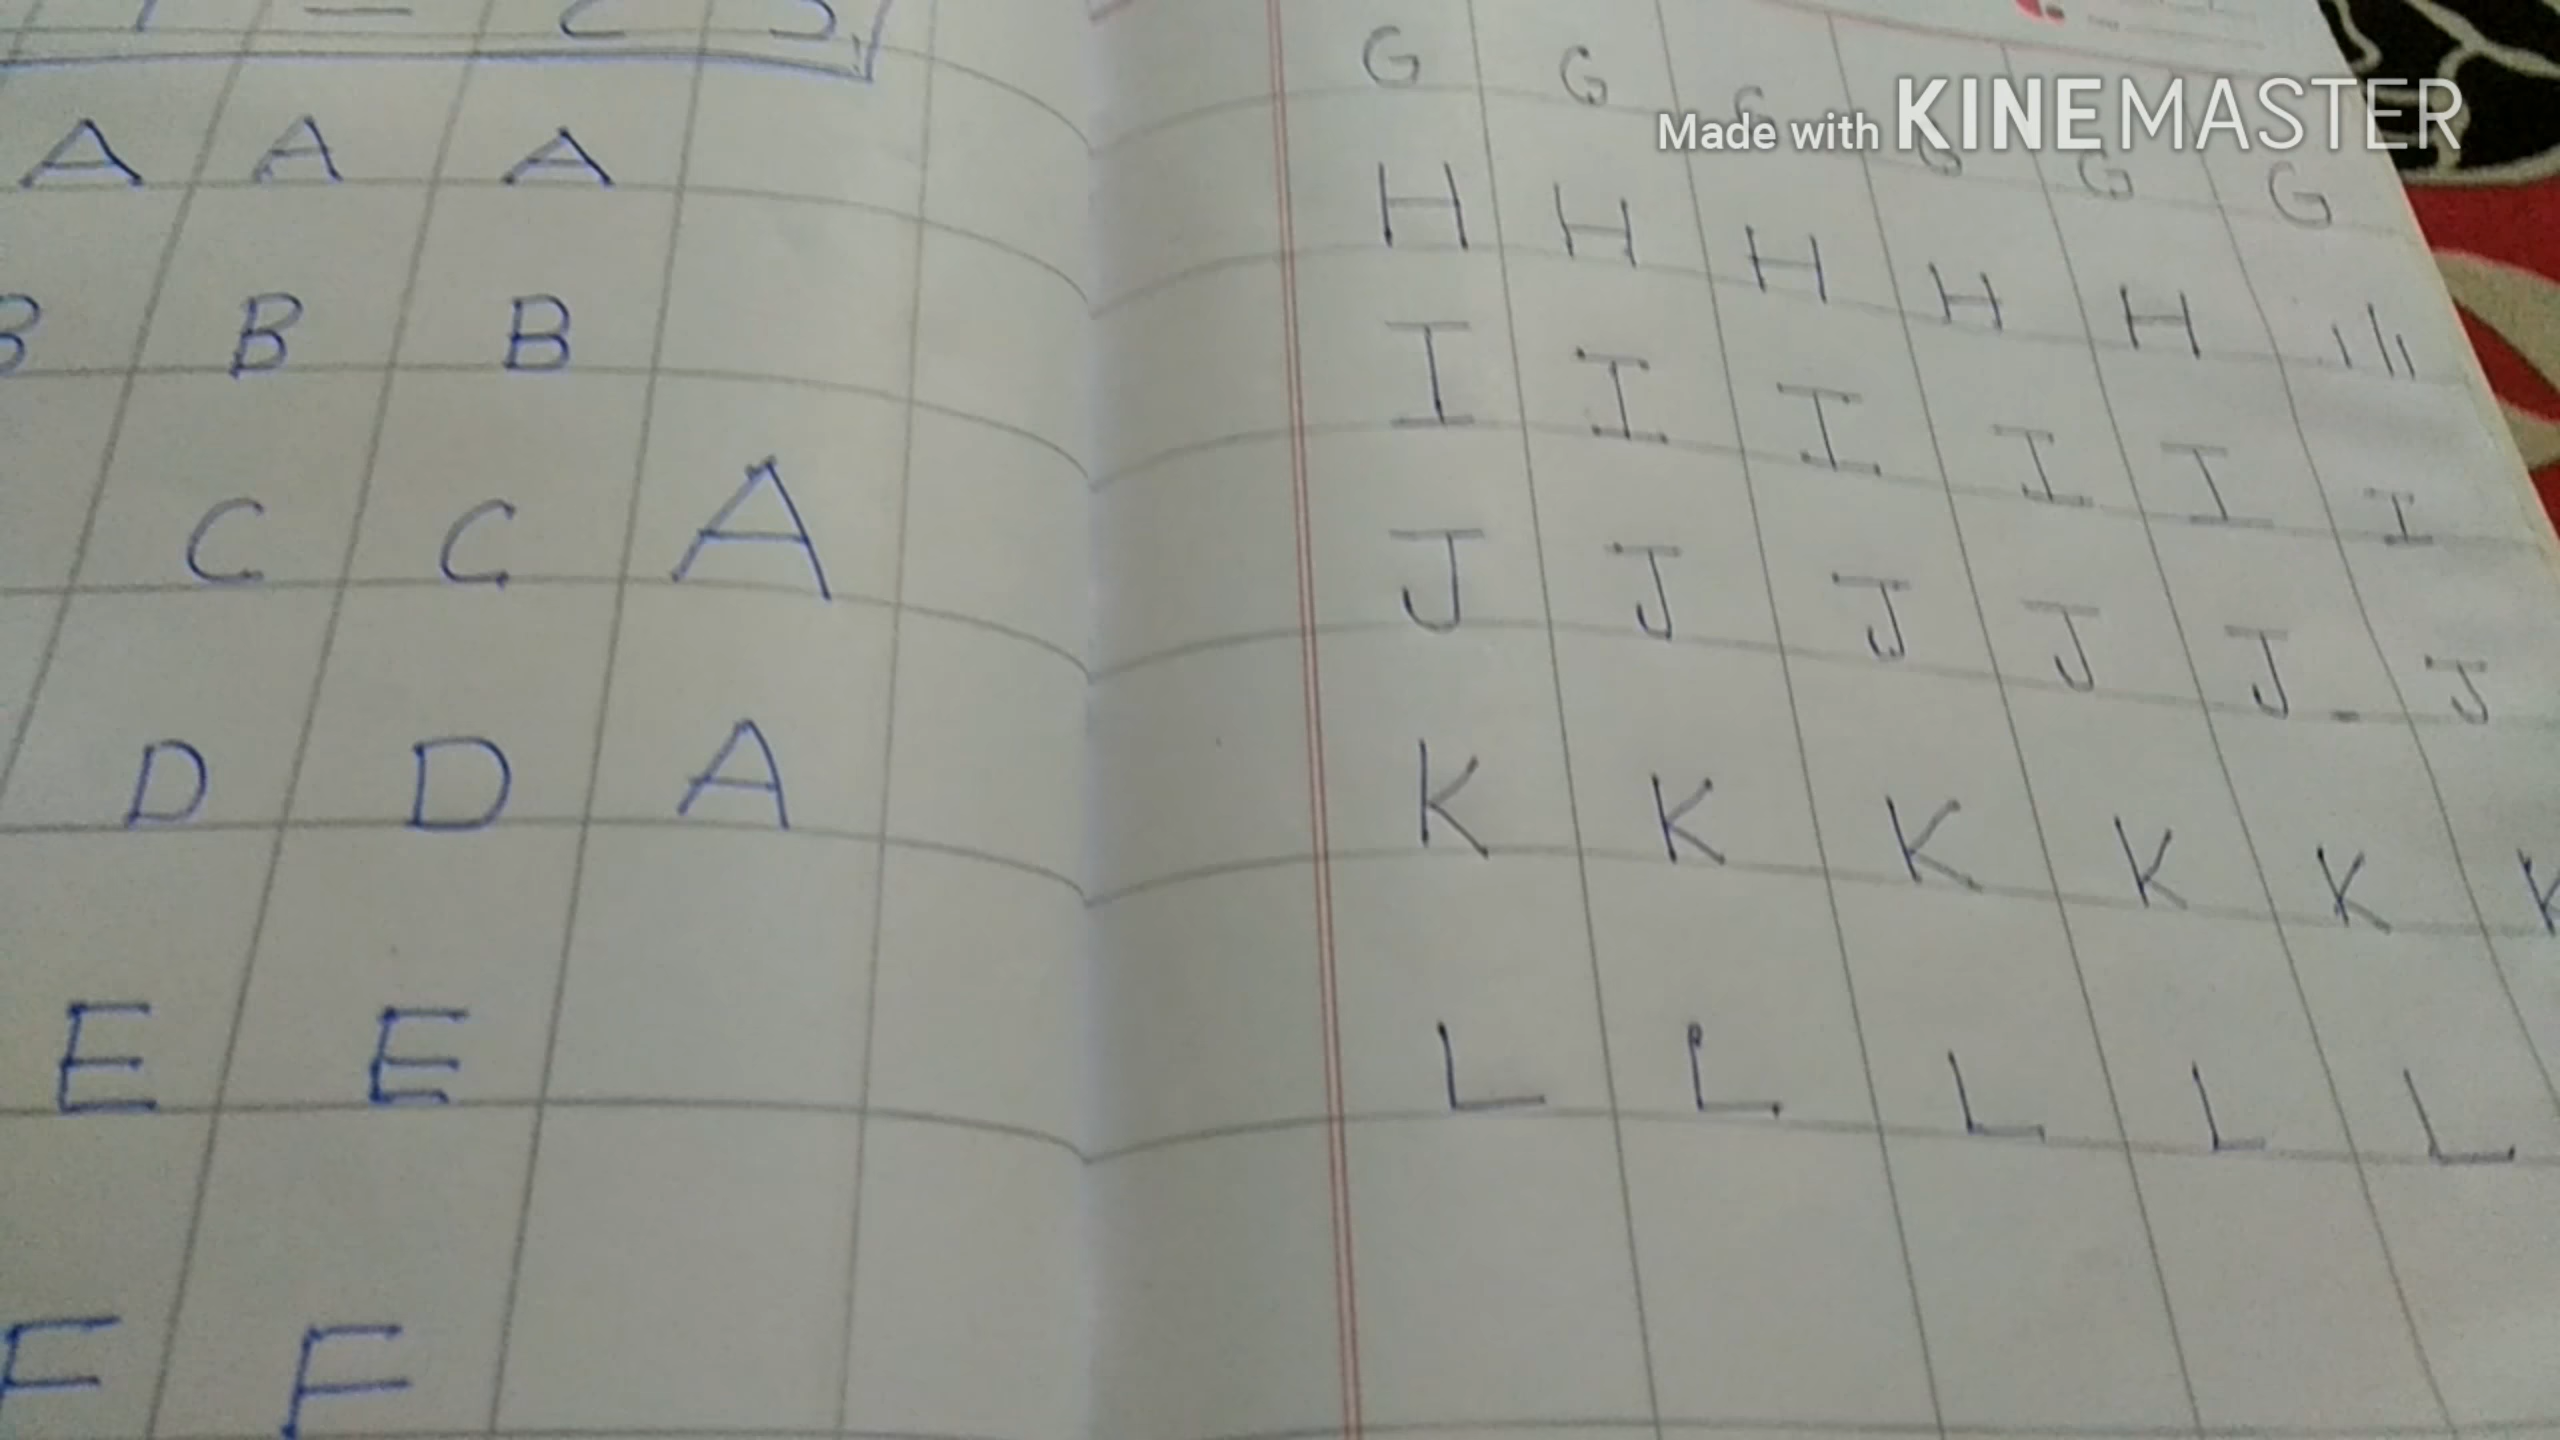 A A A
B B B
C C A
D D A
E E
F F
Made with KINEMASTER
G G G G G G
H H H H H
I I I I I I
J J J J J - J
K K K K K K
L L L L L